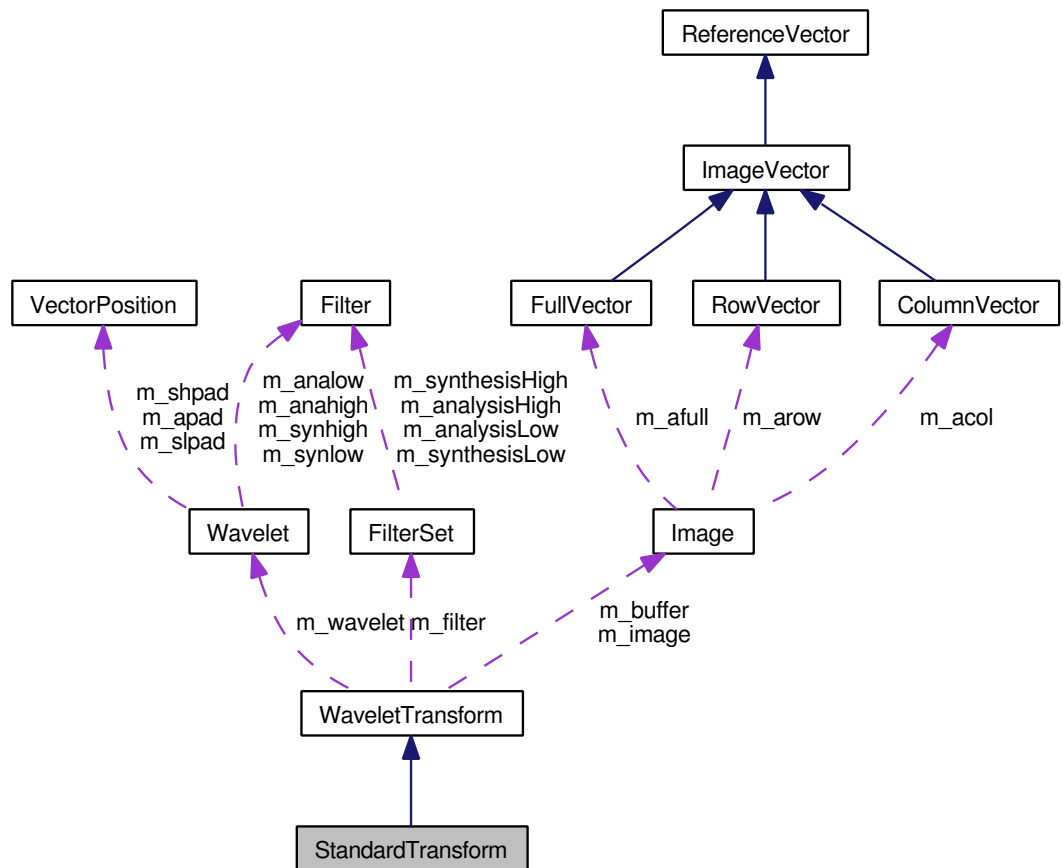 ReferenceVector
ImageVector
VectorPosition
Filter
FullVector
RowVector
ColumnVector
m_shpad
m_apad
m_slpad
m_analow
m_anahigh
m_synhigh
m_synlow
m_synthesisHigh
m_analysisHigh
m_analysisLow
m_synthesisLow
m_afull
m_arow
m_acol
Wavelet
FilterSet
Image
m_wavelet
m_filter
m_buffer
m_image
WaveletTransform
StandardTransform